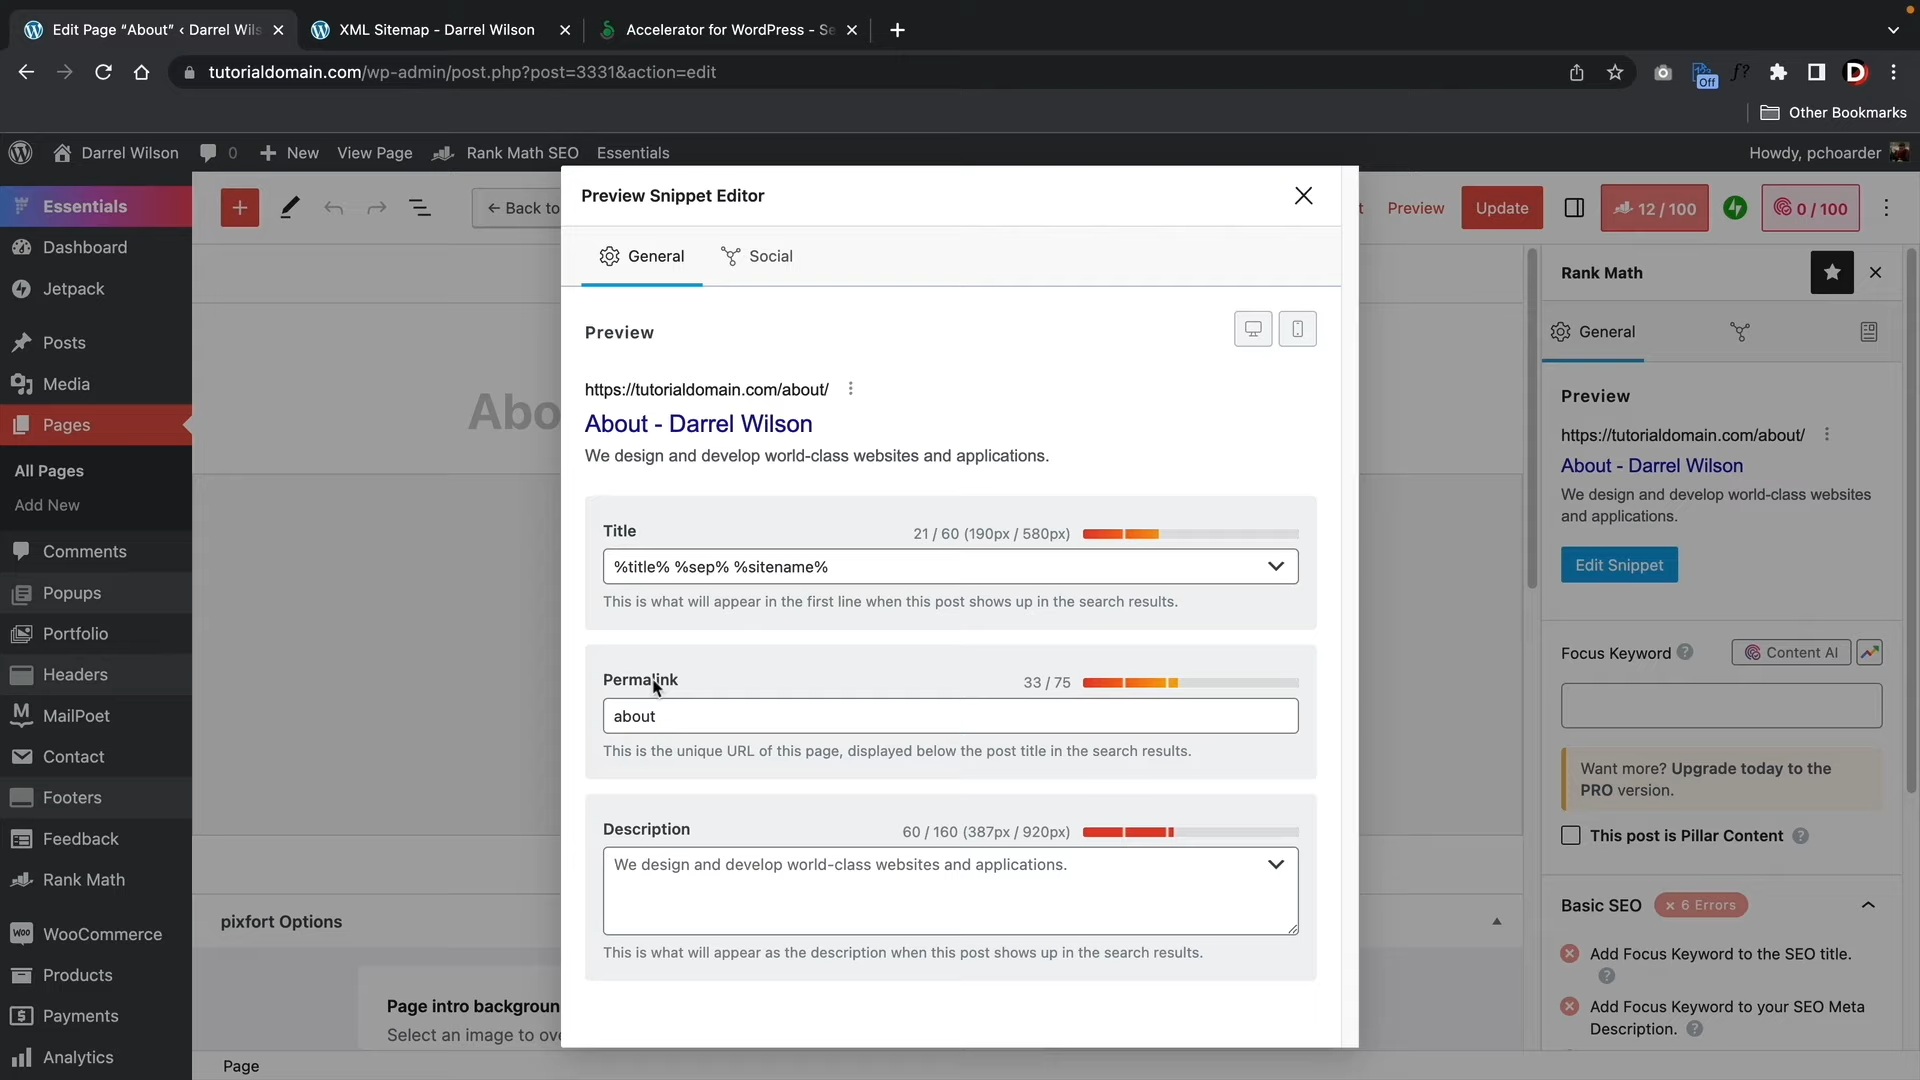 Edit Page “About” ‹ Darrel Wils
XML Sitemap - Darrel Wilson
Accelerator for WordPress - Se
tutorialdomain.com/wp-admin/post.php?post=3331&action=edit
Off
f?
D
Other Bookmarks
Darrel Wilson
0
New
View Page
Rank Math SEO
Essentials
Howdy, pchoarder
Essentials
Dashboard
Jetpack
Posts
Media
Pages
All Pages
Add New
Comments
Popups
Portfolio
Headers
MailPoet
Contact
Footers
Feedback
Rank Math
WooCommerce
Products
Payments
Analytics
← Back to
Preview
Update
12 / 100
0 / 100
Abo
pixfort Options
Page intro backgroun
Select an image to ove
Page
Preview Snippet Editor
General
Social
Preview
https://tutorialdomain.com/about/
About - Darrel Wilson
We design and develop world-class websites and applications.
Title
21 / 60 (190px / 580px)
%title% %sep% %sitename%
This is what will appear in the first line when this post shows up in the search results.
Permalink
33 / 75
about
This is the unique URL of this page, displayed below the post title in the search results.
Description
60 / 160 (387px / 920px)
We design and develop world-class websites and applications.
This is what will appear as the description when this post shows up in the search results.
Rank Math
General
Preview
https://tutorialdomain.com/about/
About - Darrel Wilson
We design and develop world-class websites
and applications.
Edit Snippet
Focus Keyword
Content AI
Want more? Upgrade today to the
PRO version.
This post is Pillar Content
Basic SEO
× 6 Errors
Add Focus Keyword to the SEO title.
Add Focus Keyword to your SEO Meta
Description.